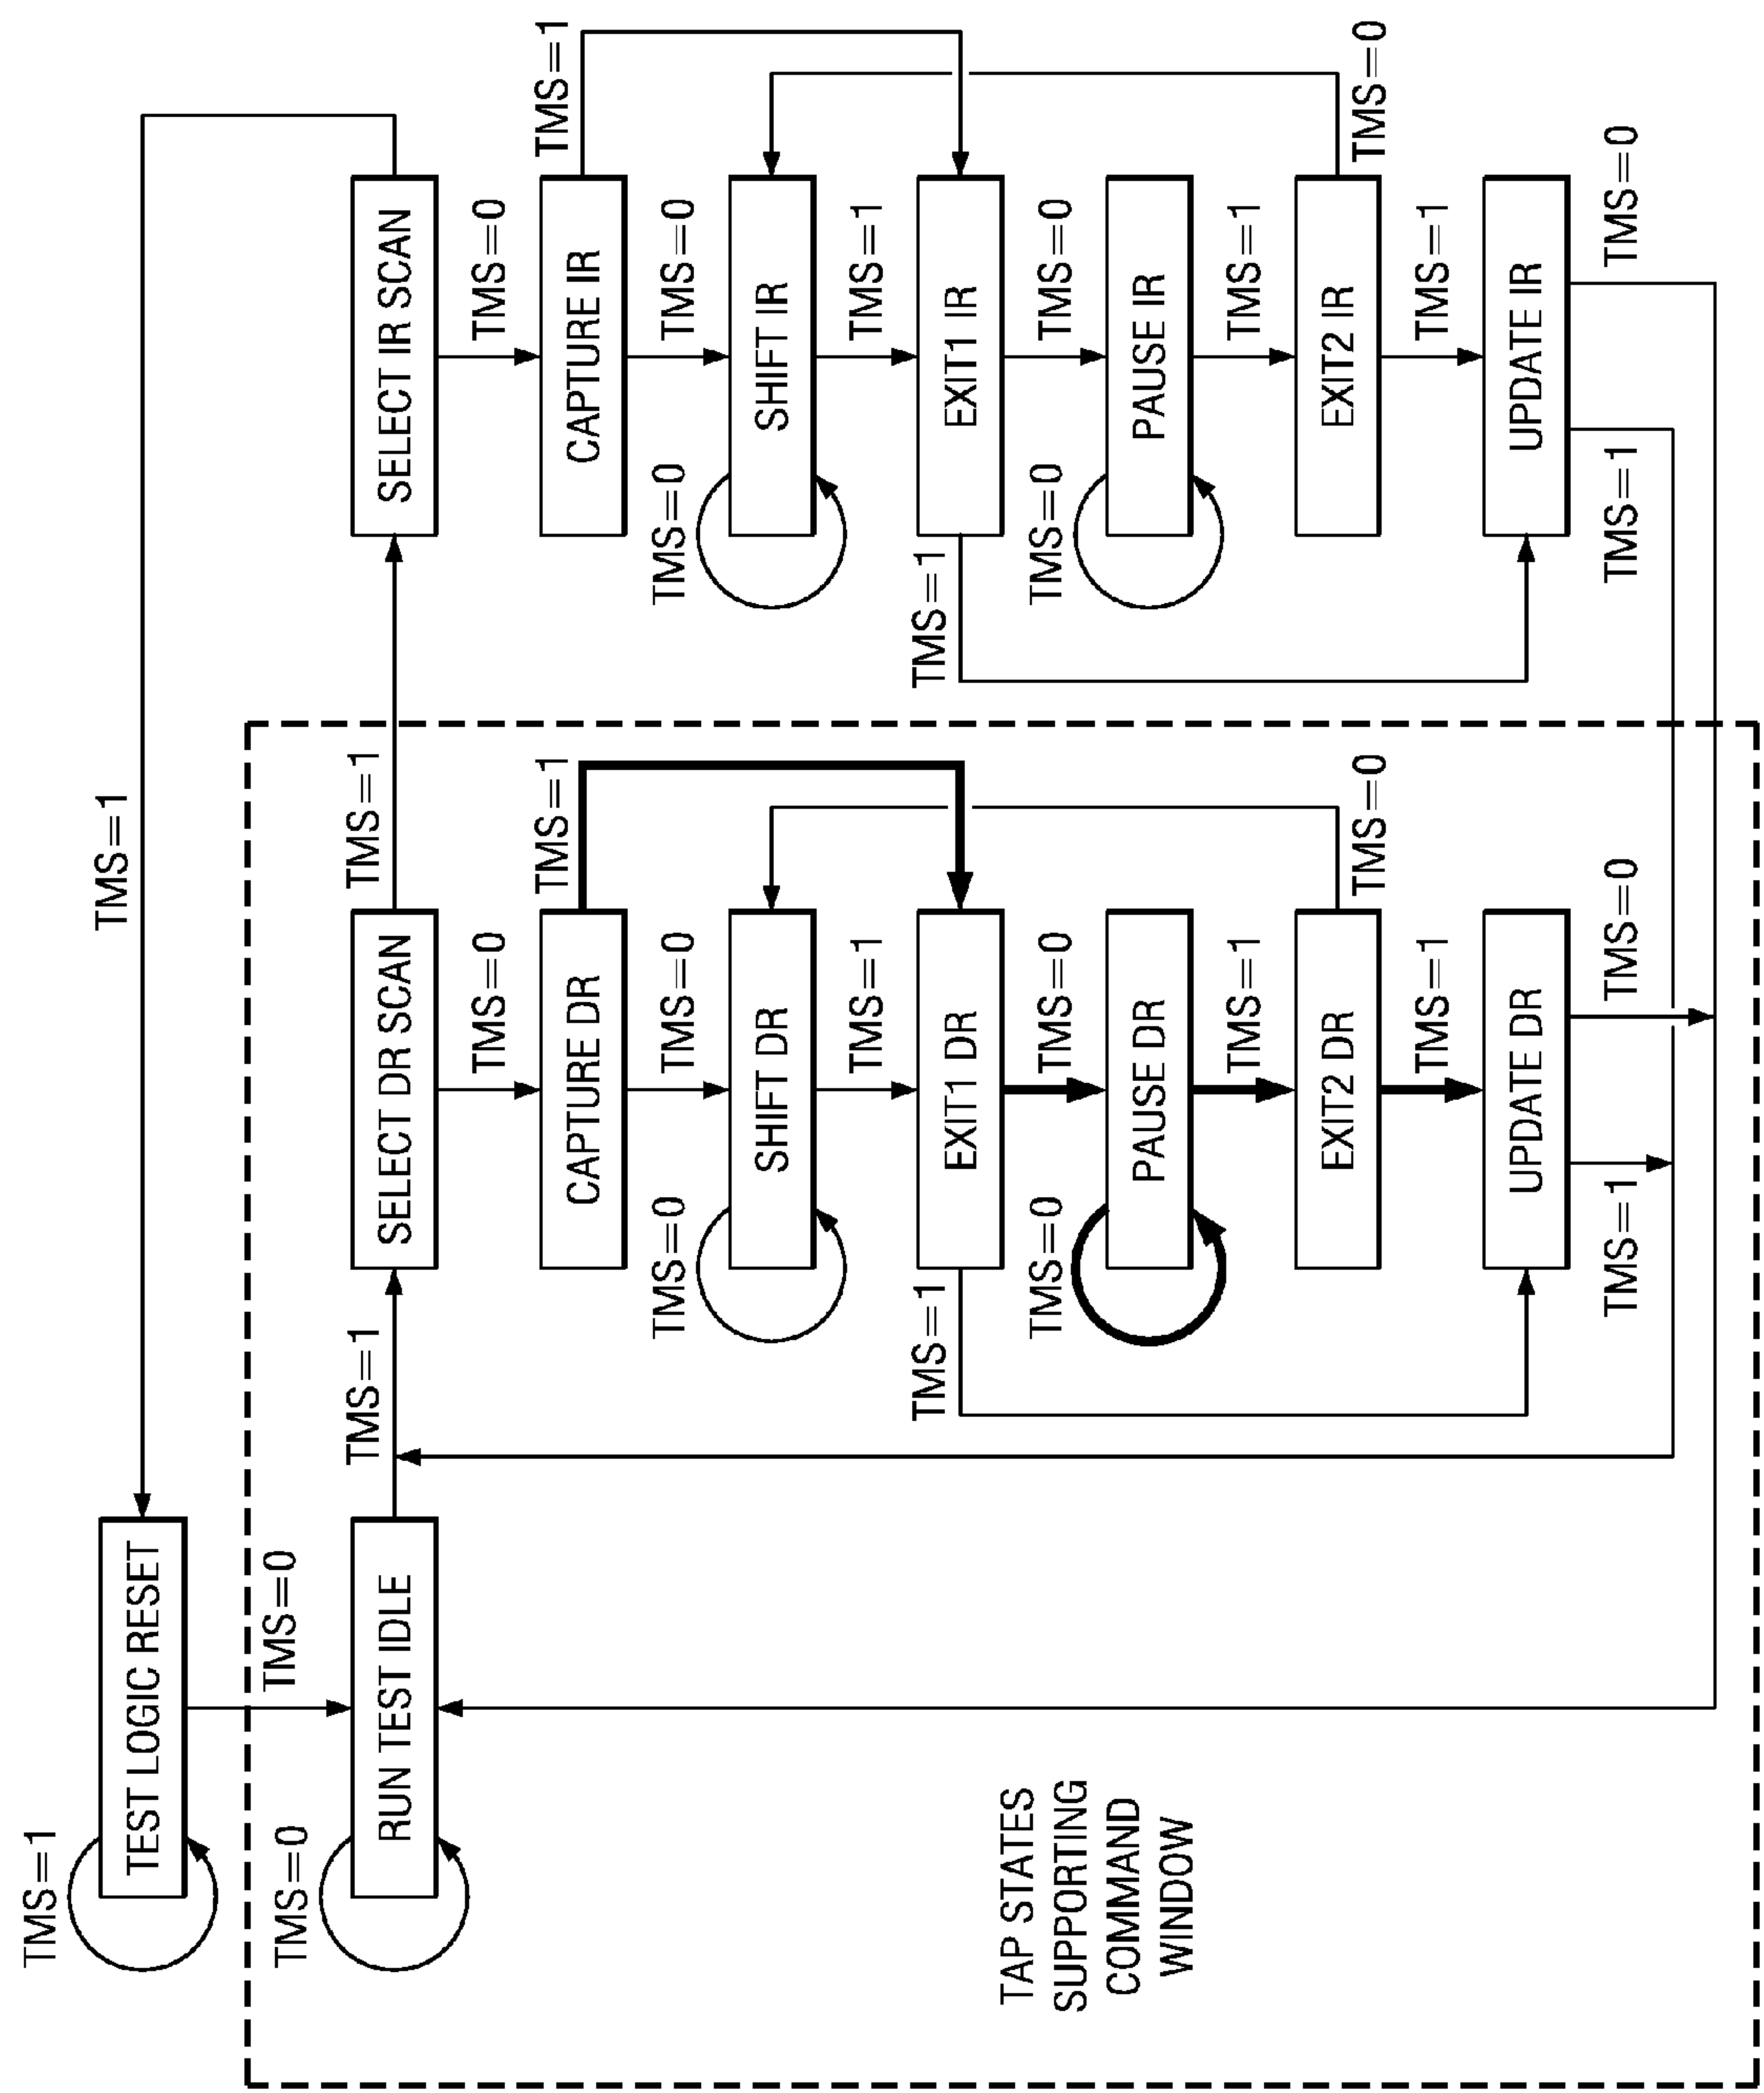 TMS=1
TMS=1
TEST LOGIC RESET
TMS=0
TMS=0
TMS=1
TMS=1
RUN TEST IDLE
SELECT DR SCAN
SELECT IR SCAN
TMS=0
TMS=0
TMS=1
TMS=1
CAPTURE DR
CAPTURE IR
TMS=0
TMS=0
TMS=0
TMS=0
SHIFT DR
SHIFT IR
TMS=1
TMS=1
TMS=1
TMS=1
EXIT1 DR
EXIT1 IR
TAP STATES
SUPPORTING
COMMAND
WINDOW
TMS=0
TMS=0
TMS=0
TMS=0
PAUSE DR
PAUSE IR
TMS=1
TMS=1
EXIT2 DR
EXIT2 IR
TMS=0
TMS=0
TMS=1
TMS=1
UPDATE DR
UPDATE IR
TMS=1
TMS=0
TMS=1
TMS=0